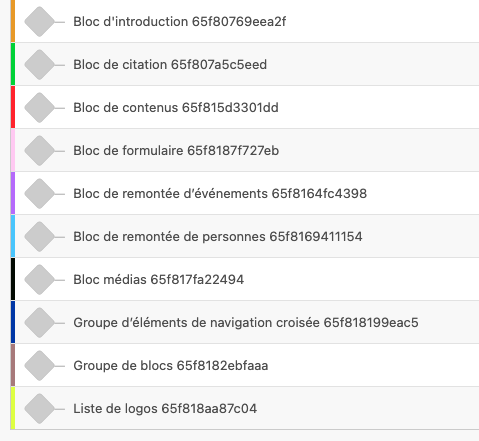 Bloc d'introduction 65f80769eea2f
Bloc de citation 65f807a5c5eed
Bloc de contenus 65f815d3301dd
Bloc de formulaire 65f8187f727eb
Bloc de remontée d’événements 65f8164fc4398
Bloc de remontée de personnes 65f8169411154
Bloc médias 65f817fa22494
Groupe d’éléments de navigation croisée 65f818199eac5
Groupe de blocs 65f8182ebfaaa
Liste de logos 65f818aa87c04